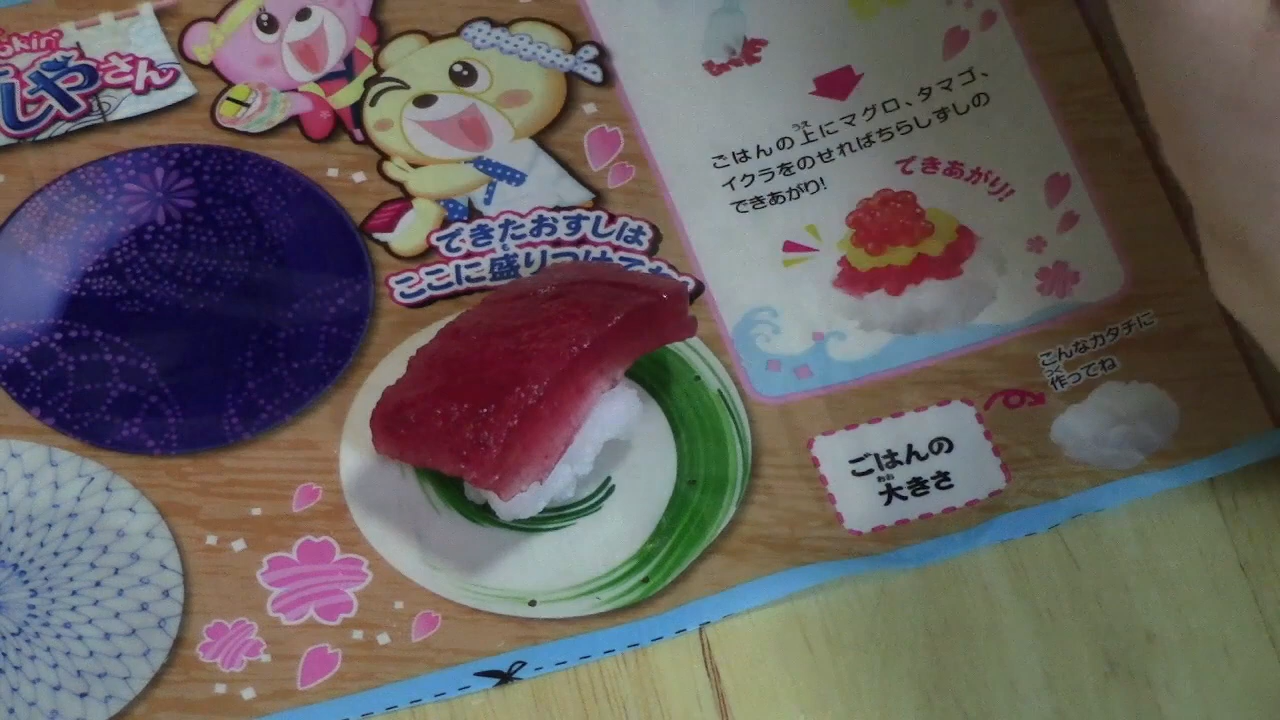 okin'
しやさん
できたおすしは
ここに盛りつけてね
ごはんの上にマグロ、タマゴ、
イクラをのせればちらしずしの
できあがり!
できあがり!
こんなカタチに
作ってね
ごはんの
大きさ